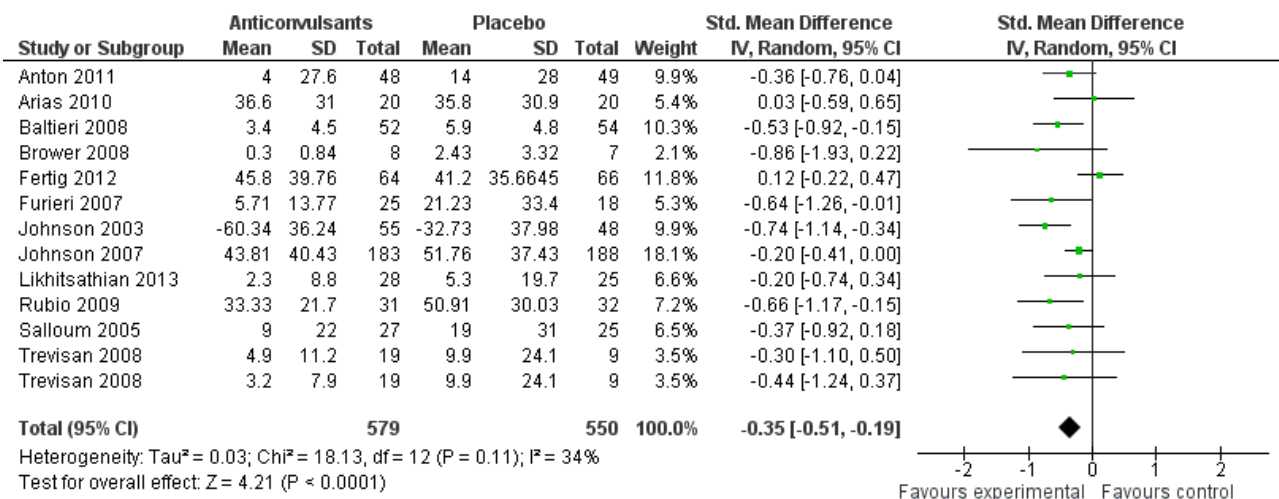 Anticonvulsants Placebo Std. Mean Difference Std. Mean Difference
Study or Subgroup Mean SD Total Mean SD Total Weight IV, Random, 95% CI IV, Random, 95% CI
Anton 2011 4 27.6 48 14 28 49 9.9% -0.36 [-0.76, 0.04]
Arias 2010 36.6 31 20 35.8 30.9 20 5.4% 0.03 [-0.59, 0.65]
Baltieri 2008 3.4 4.5 52 5.9 4.8 54 10.3% -0.53 [-0.92, -0.15]
Brower 2008 0.3 0.84 8 2.43 3.32 7 2.1% -0.86 [-1.93, 0.22]
Fertig 2012 45.8 39.76 64 41.2 35.6645 66 11.8% 0.12 [-0.22, 0.47]
Furieri 2007 5.71 13.77 25 21.23 33.4 18 5.3% -0.64 [-1.26, -0.01]
Johnson 2003 -60.34 36.24 55 -32.73 37.98 48 9.9% -0.74 [-1.14, -0.34]
Johnson 2007 43.81 40.43 183 51.76 37.43 188 18.1% -0.20 [-0.41, 0.00]
Likhitsathian 2013 2.3 8.8 28 5.3 19.7 25 6.6% -0.20 [-0.74, 0.34]
Rubio 2009 33.33 21.7 31 50.91 30.03 32 7.2% -0.66 [-1.17, -0.15]
Salloum 2005 9 22 27 19 31 25 6.5% -0.37 [-0.92, 0.18]
Trevisan 2008 4.9 11.2 19 9.9 24.1 9 3.5% -0.30 [-1.10, 0.50]
Trevisan 2008 3.2 7.9 19 9.9 24.1 9 3.5% -0.44 [-1.24, 0.37]
Total (95% CI) 579 550 100.0% -0.35 [-0.51, -0.19]
Heterogeneity: Tau² = 0.03; Chi² = 18.13, df = 12 (P = 0.11); I² = 34%
Test for overall effect: Z = 4.21 (P < 0.0001)
-2 -1 0 1 2
Favours experimental Favours control